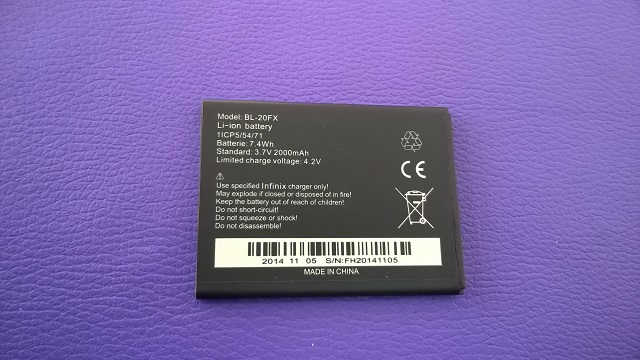 Model: BL-20FX
Li-ion battery
1ICP5/54/71
Batterie: 7.4Wh
Standard: 3.7V 2000mAh
Limited charge voltage: 4.2V
Use specified Infinix charger only!
May explode if closed or disposed of in fire!
Keep the battery out of reach of children!
Do not short-circuit!
Do not squeeze or shock!
Do not disassemble!
CE
2014 11 05 S/N:FH20141105
MADE IN CHINA